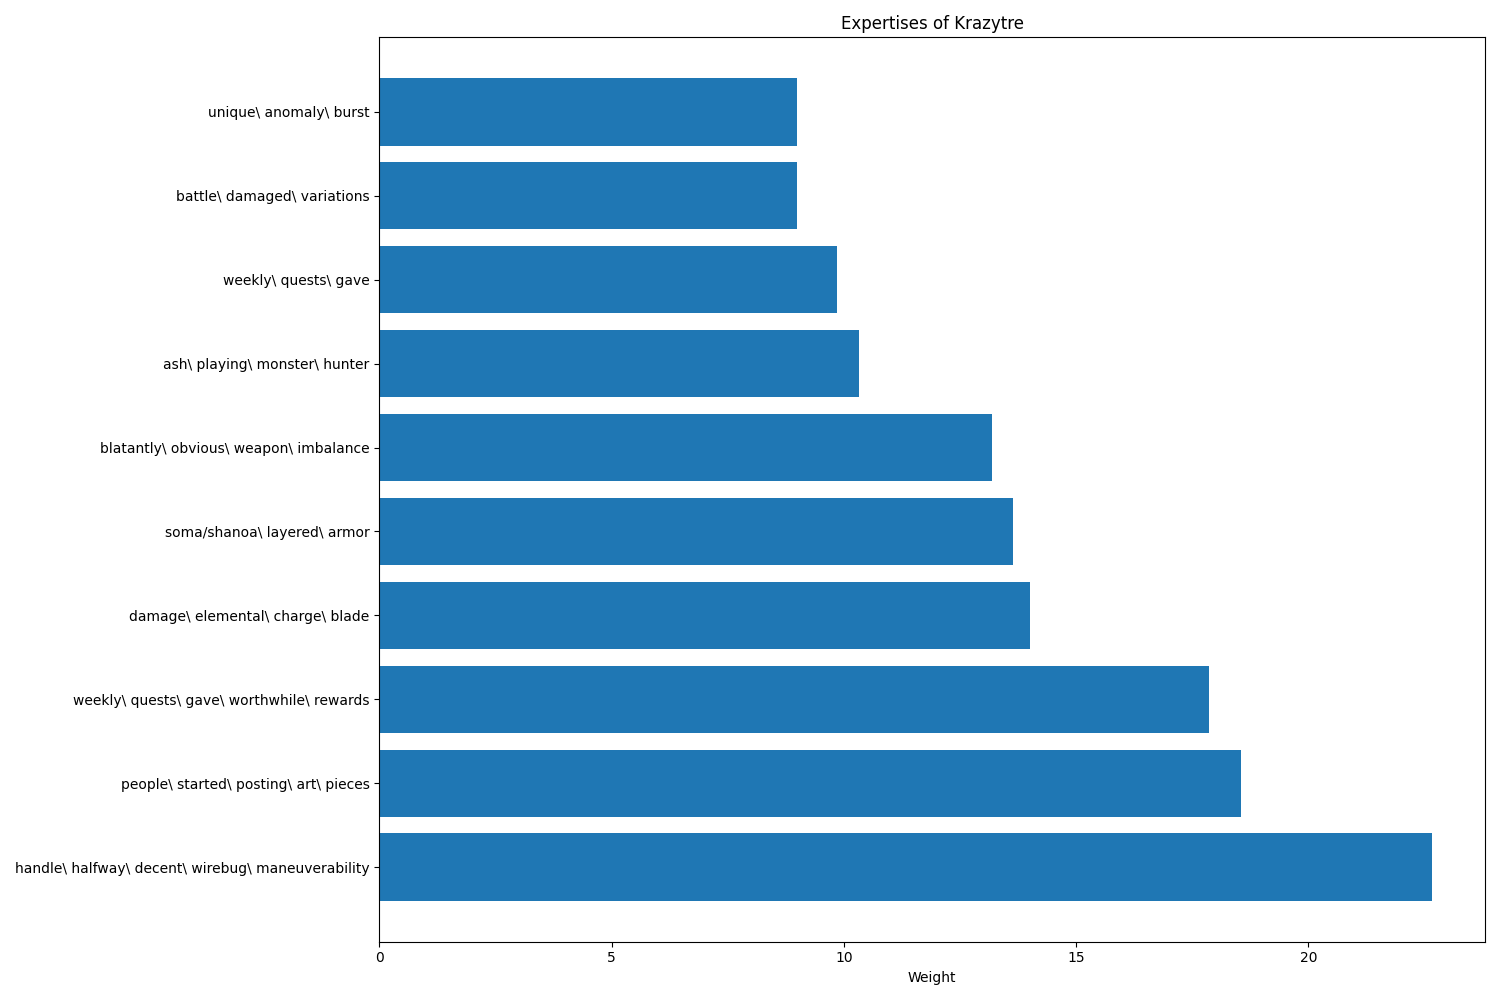 Expertises of Krazytre
unique\ anomaly\ burst
battle\ damaged\ variations
weekly\ quests\ gave
ash\ playing\ monster\ hunter
blatantly\ obvious\ weapon\ imbalance
soma/shanoa\ layered\ armor
damage\ elemental\ charge\ blade
weekly\ quests\ gave\ worthwhile\ rewards
people\ started\ posting\ art\ pieces
handle\ halfway\ decent\ wirebug\ maneuverability
0 5 10 15 20
Weight